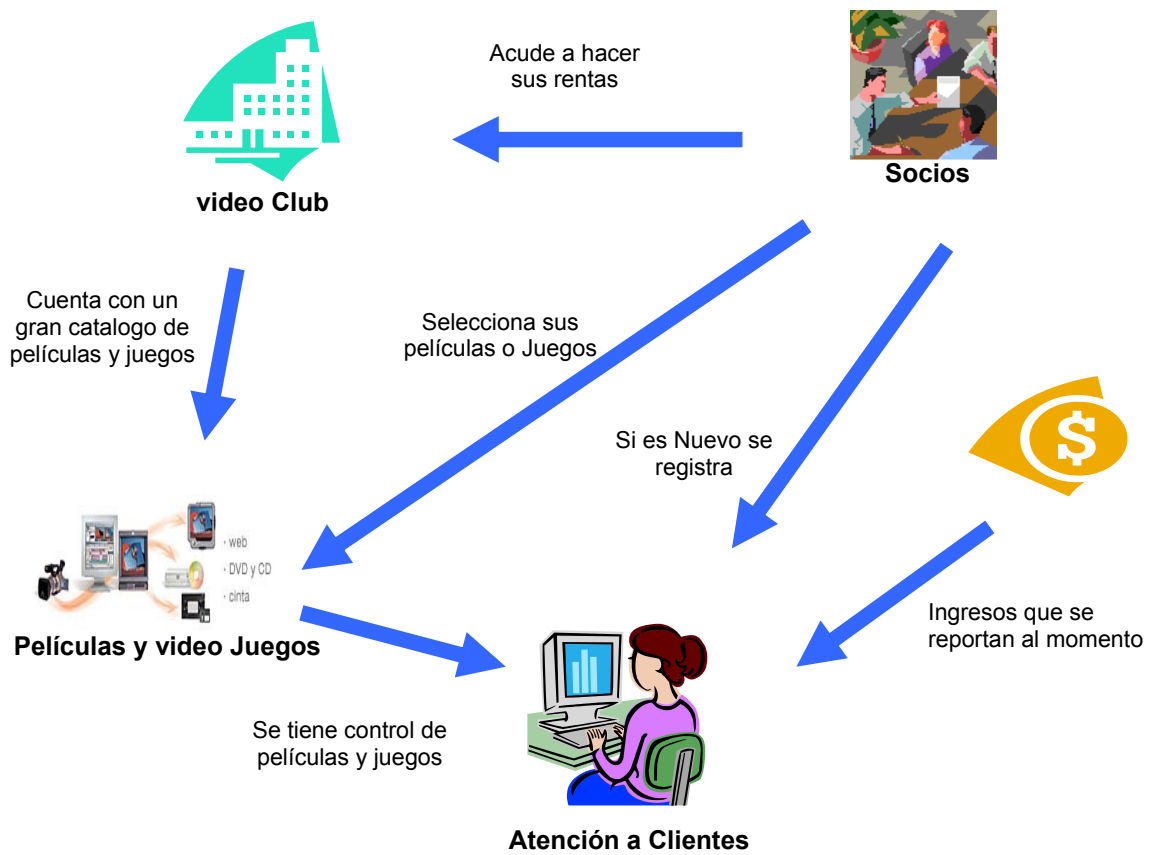 Acude a hacer
sus rentas
video Club
Socios
Cuenta con un
gran catalogo de
películas y juegos
Selecciona sus
películas o Juegos
Si es Nuevo se
registra
$
· web
· DVD y CD
· cinta
Películas y video Juegos
Ingresos que se
reportan al momento
Se tiene control de
películas y juegos
Atención a Clientes